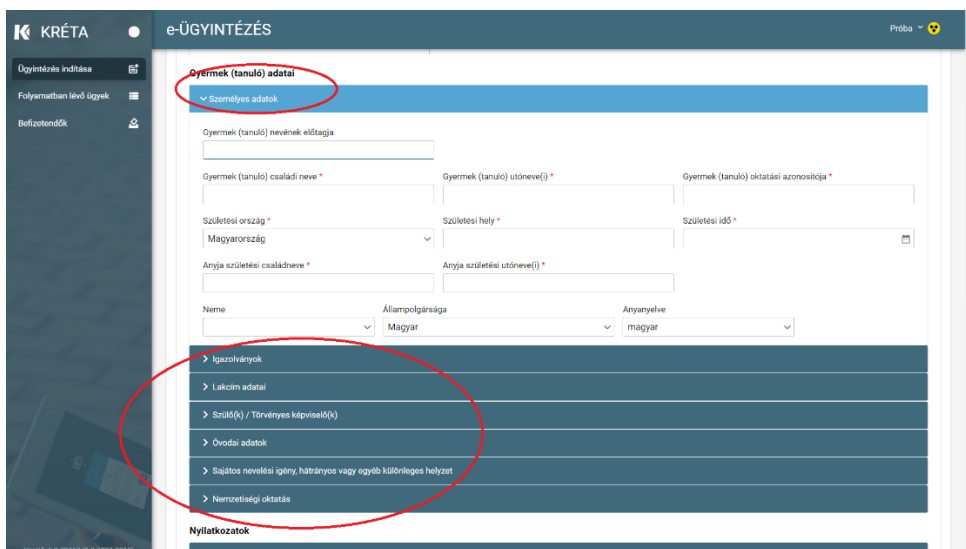 KRÉTA
e-ÜGYINTÉZÉS
Próba
Ügyintézés indítása
Folyamatban lévő ügyek
Befizetendők
Gyermek (tanuló) adatai
Személyes adatok
Gyermek (tanuló) nevének előtagja
Gyermek (tanuló) családi neve * Gyermek (tanuló) utóneve(i) * Gyermek (tanuló) oktatási azonosítója *
Születési ország * Születési hely * Születési idő *
Magyarország
Anyja születési családneve * Anyja születési utóneve(i) *
Neme Állampolgársága Anyanyelve
Magyar magyar
Igazolványok
Lakcím adatai
Szülő(k) / Törvényes képviselő(k)
Óvodai adatok
Sajátos nevelési igény, hátrányos vagy egyéb különleges helyzet
Nemzetiségi oktatás
Nyilatkozatok